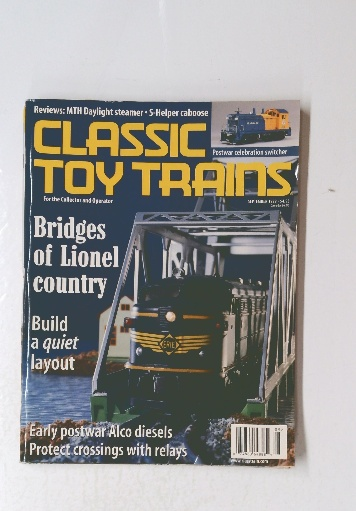 Reviews: MTH Daylight steamer • S-Helper caboose
CLASSIC
TOY TRAINS
Postwar celebration switcher
For the Collector and Operator
Bridges
of Lionel
country
Build
a quiet
layout
ERIE
Early postwar Alco diesels
Protect crossings with relays